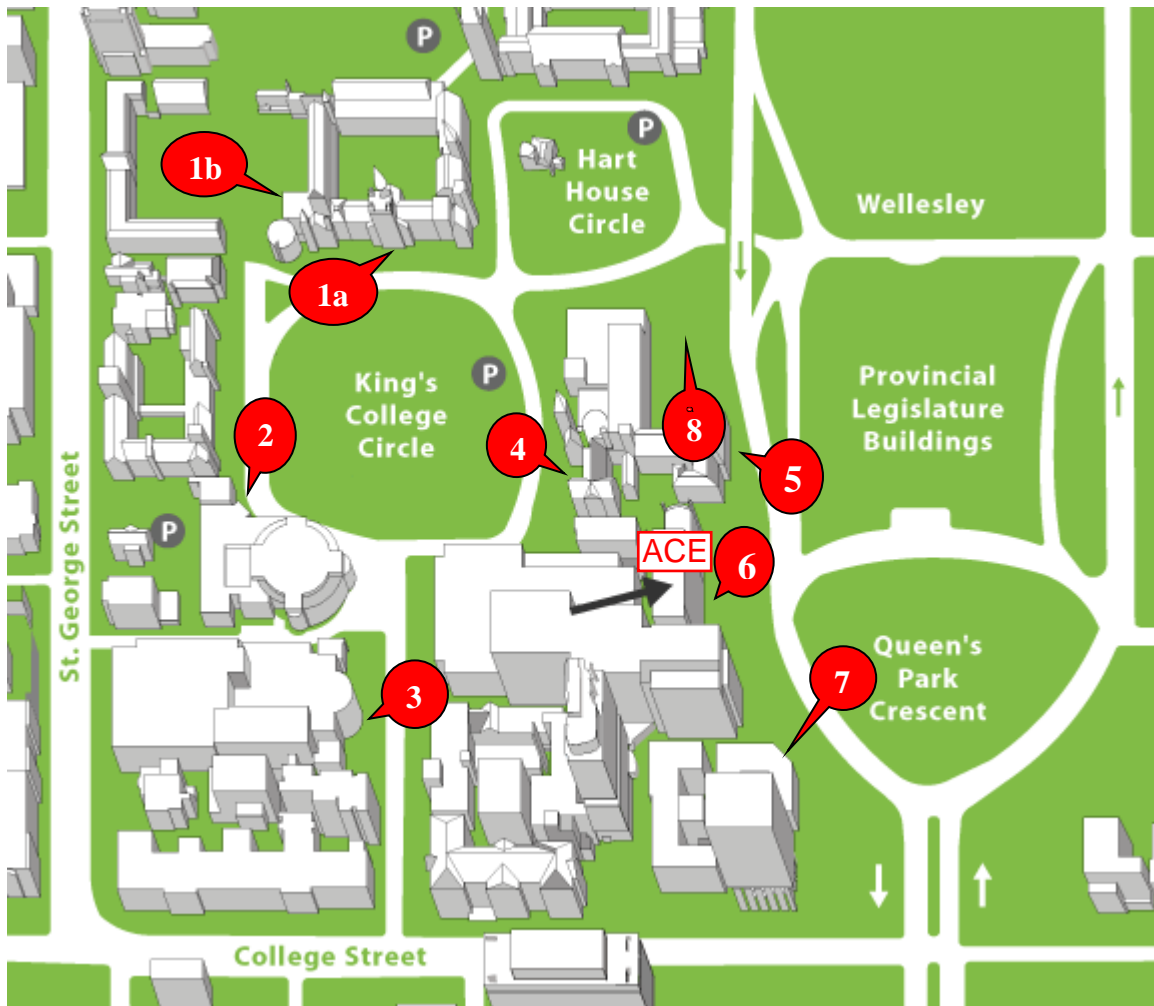 P
P
Hart
House
Circle
1b
Wellesley
1a
King's
College
Circle
P
Provincial
Legislature
Buildings
2
4
8
5
St. George Street
P
ACE
6
Queen's
Park
Crescent
3
7
College Street